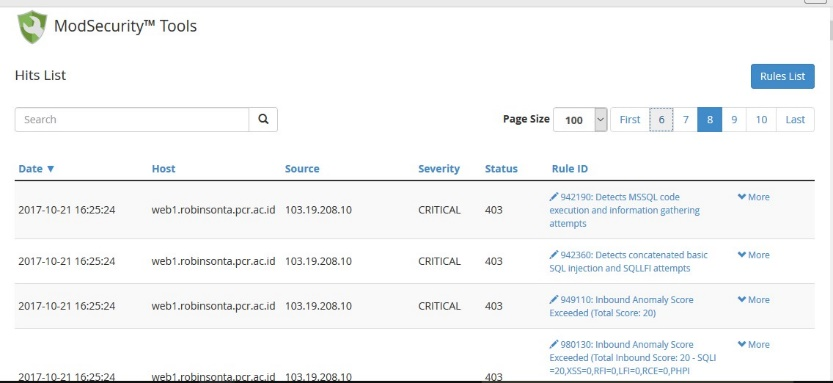 ModSecurity™ Tools
Hits List
Rules List
Search
Page Size 100 First 6 7 8 9 10 Last
Date ▼ Host Source Severity Status Rule ID
2017-10-21 16:25:24 web1.robinsonta.pcr.ac.id 103.19.208.10 CRITICAL 403 942190: Detects MSSQL code More
execution and information gathering
attempts
2017-10-21 16:25:24 web1.robinsonta.pcr.ac.id 103.19.208.10 CRITICAL 403 942360: Detects concatenated basic More
SQL injection and SQLLFI attempts
2017-10-21 16:25:24 web1.robinsonta.pcr.ac.id 103.19.208.10 CRITICAL 403 949110: Inbound Anomaly Score More
Exceeded (Total Score: 20)
980130: Inbound Anomaly Score More
Exceeded (Total Inbound Score: 20 - SQLI
=20,XSS=0,RFI=0,LFI=0,RCE=0,PHPI
2017-10-21 16:25:24 web1.robinsonta.pcr.ac.id 103.19.208.10 403